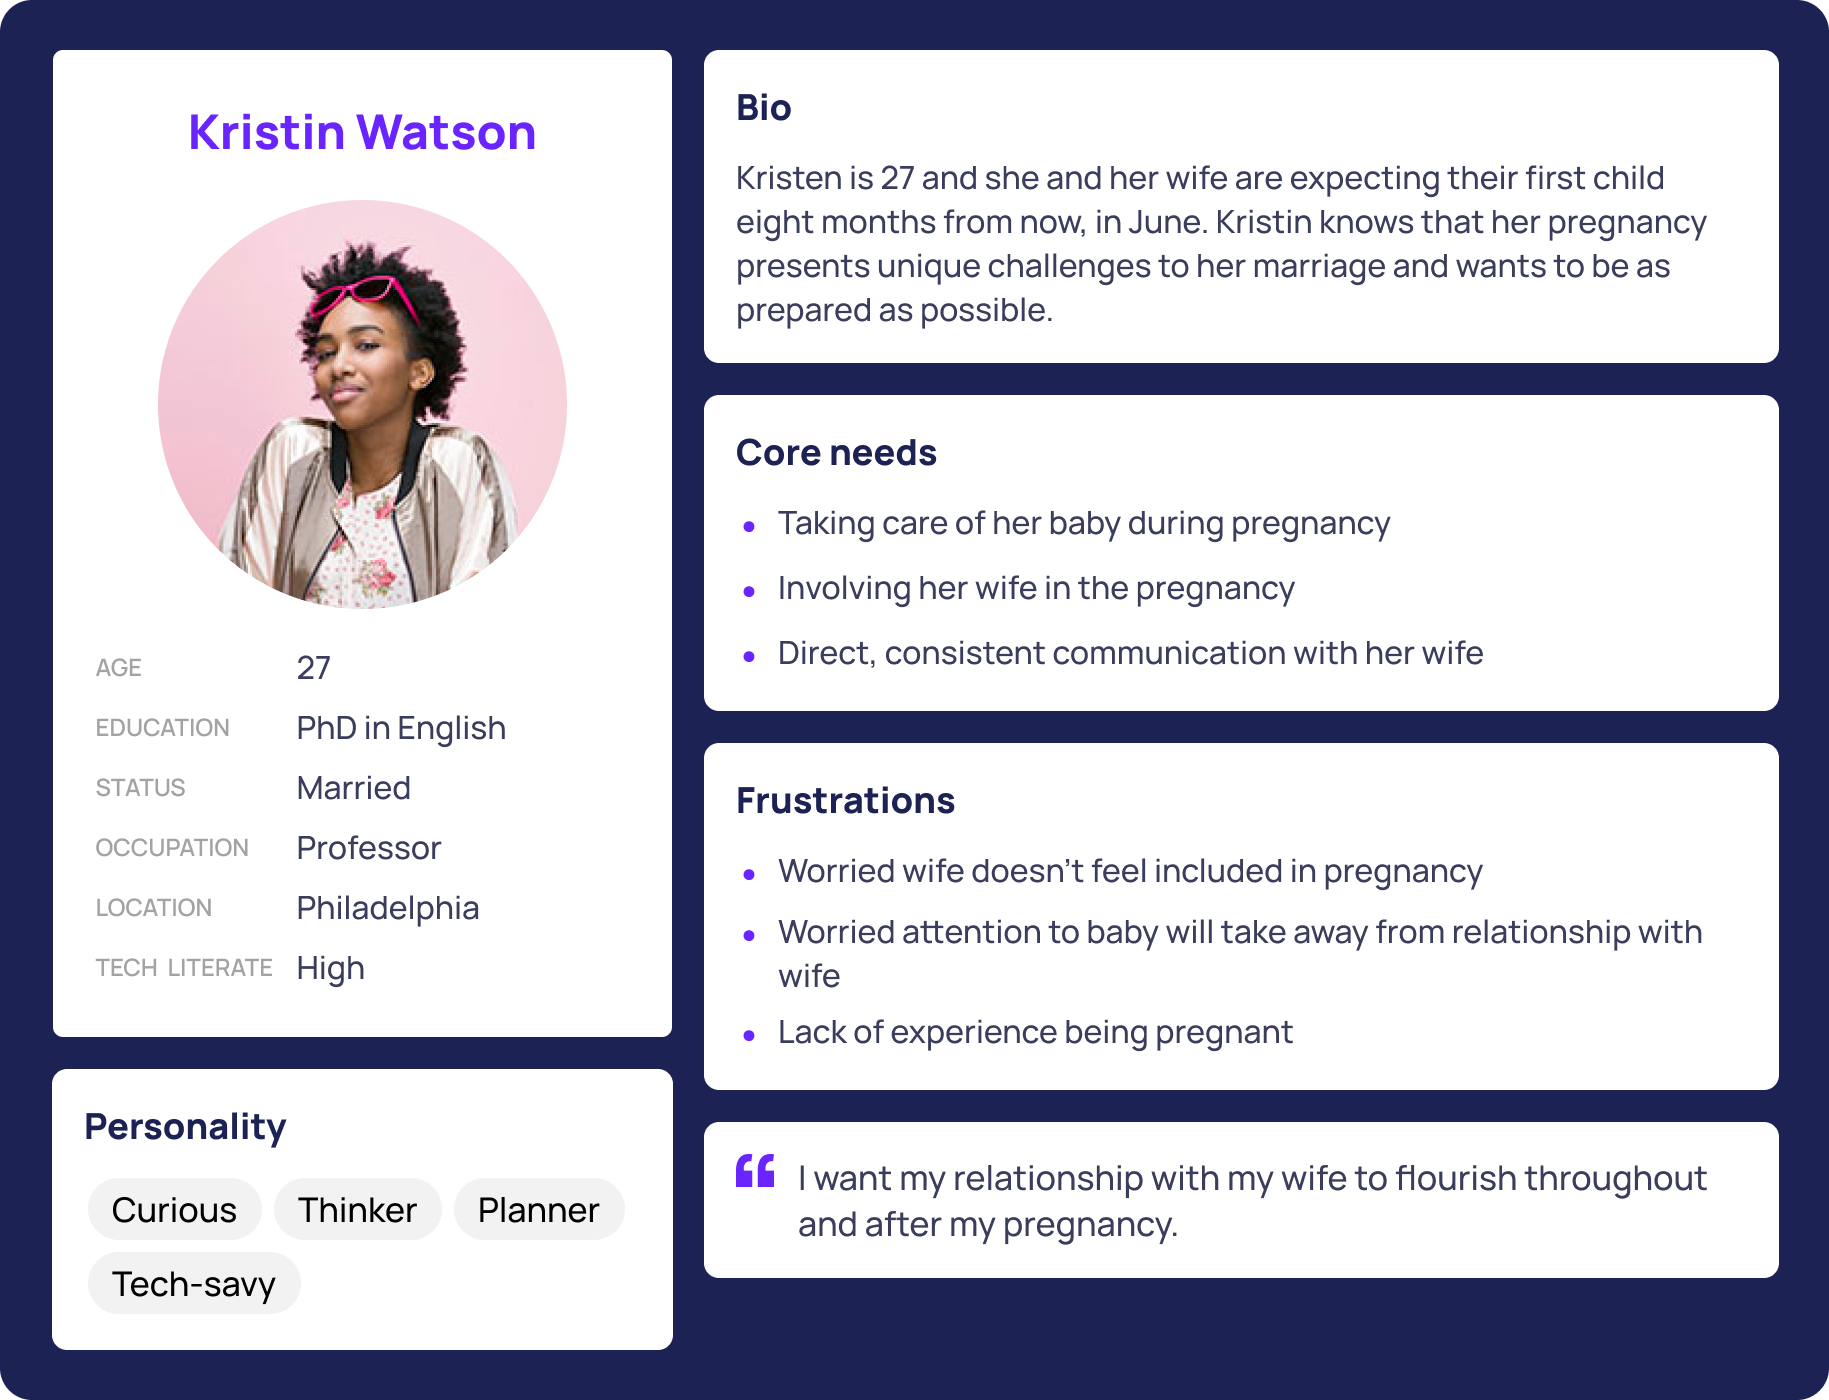 Kristin Watson
AGE 27
EDUCATION PhD in English
STATUS Married
OCCUPATION Professor
LOCATION Philadelphia
TECH LITERATE High
Personality
Curious Thinker Planner
Tech-savy
Bio
Kristen is 27 and she and her wife are expecting their first child
eight months from now, in June. Kristin knows that her pregnancy
presents unique challenges to her marriage and wants to be as
prepared as possible.
Core needs
• Taking care of her baby during pregnancy
• Involving her wife in the pregnancy
• Direct, consistent communication with her wife
Frustrations
• Worried wife doesn’t feel included in pregnancy
• Worried attention to baby will take away from relationship with
wife
• Lack of experience being pregnant
“ I want my relationship with my wife to flourish throughout
and after my pregnancy.